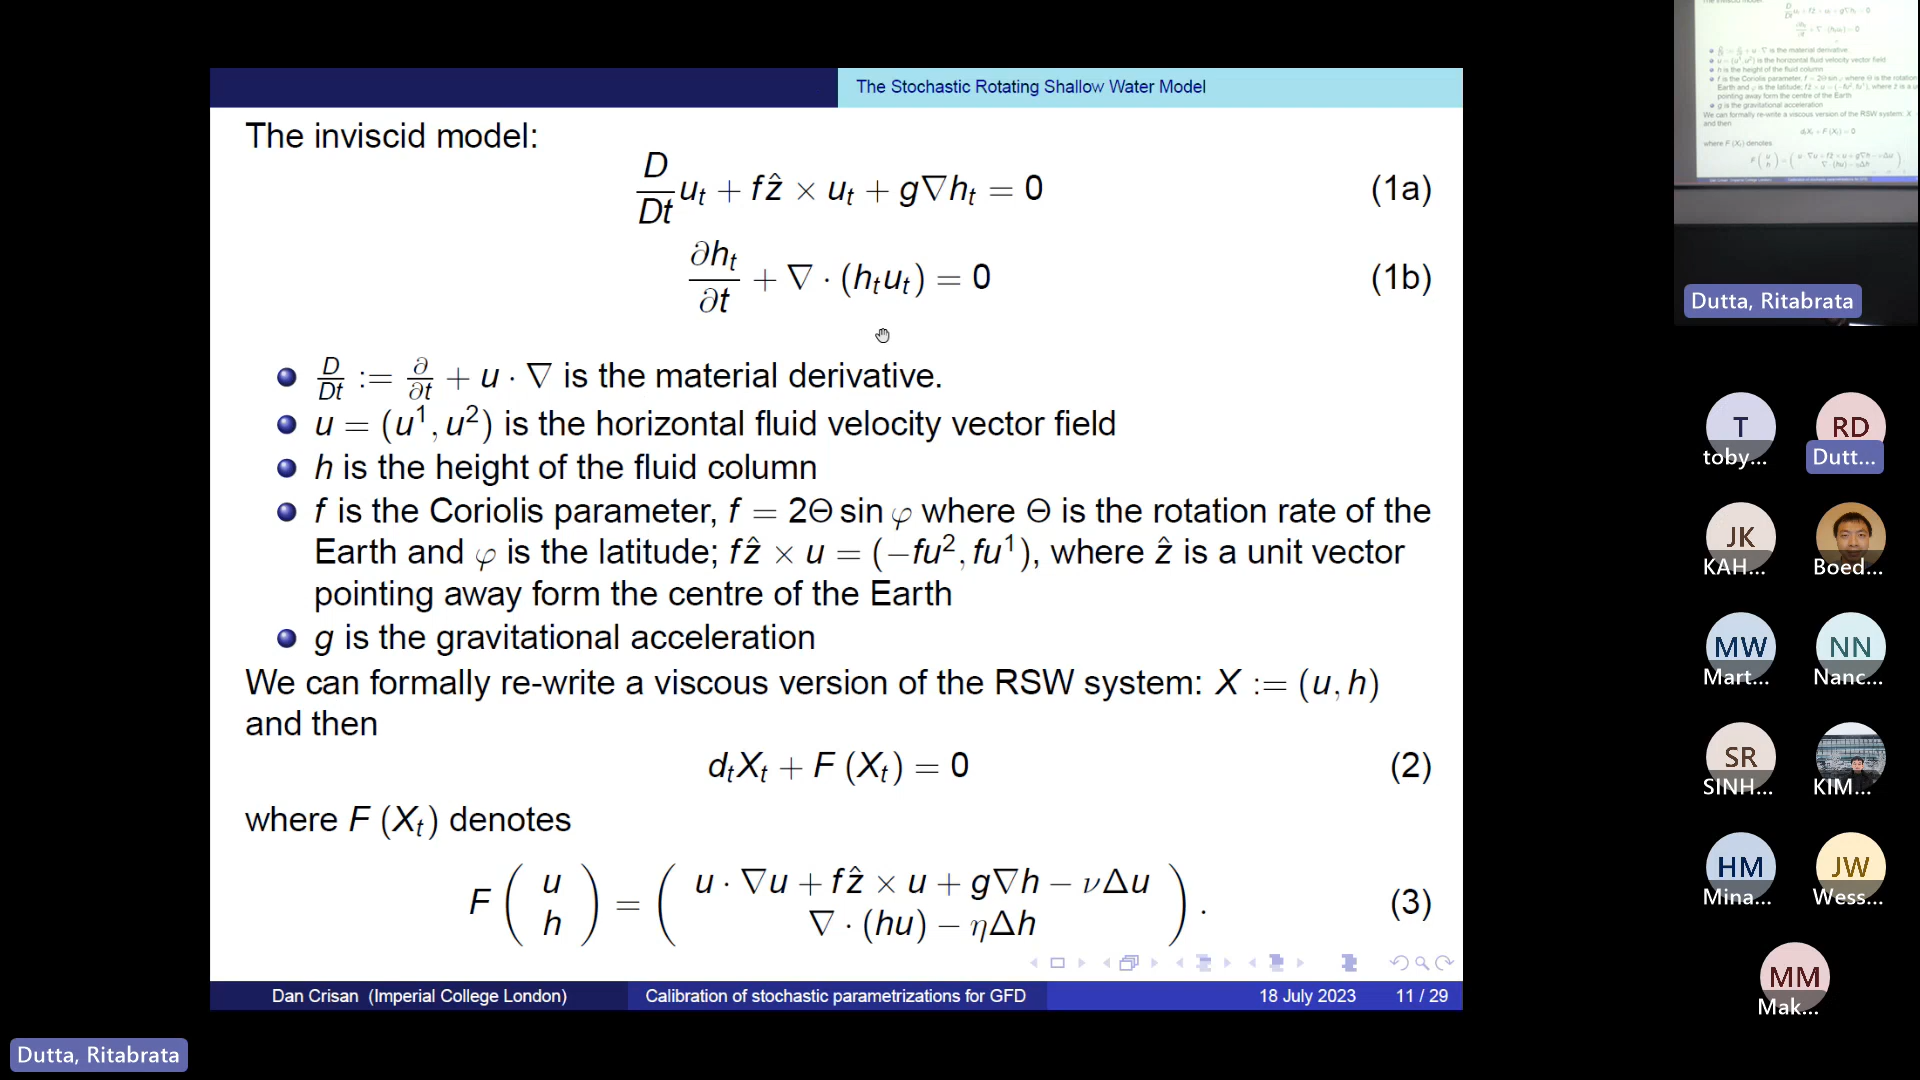 The Stochastic Rotating Shallow Water Model
The inviscid model:
D/Dt u_t + fẑ × u_t + g∇h_t = 0 (1a)
∂h_t/∂t + ∇ · (h_t u_t) = 0 (1b)
D/Dt := ∂/∂t + u · ∇ is the material derivative.
u = (u¹, u²) is the horizontal fluid velocity vector field
h is the height of the fluid column
f is the Coriolis parameter, f = 2Θ sin φ where Θ is the rotation rate of the
Earth and φ is the latitude; fẑ × u = (−fu², fu¹), where ẑ is a unit vector
pointing away form the centre of the Earth
g is the gravitational acceleration
We can formally re-write a viscous version of the RSW system: X := (u, h)
and then
d_t X_t + F (X_t) = 0 (2)
where F (X_t) denotes
F ( u h ) = ( u · ∇u + fẑ × u + g∇h − νΔu
∇ · (hu) − ηΔh ) . (3)
Dan Crisan (Imperial College London) Calibration of stochastic parametrizations for GFD 18 July 2023 11 / 29
Dutta, Ritabrata
Dutta, Ritabrata
T RD
toby... Dutt...
JK
KAH... Boed...
MW NN
Mart... Nanc...
SR
SINH... KIM...
HM JW
Mina... Wess...
MM
Mak...